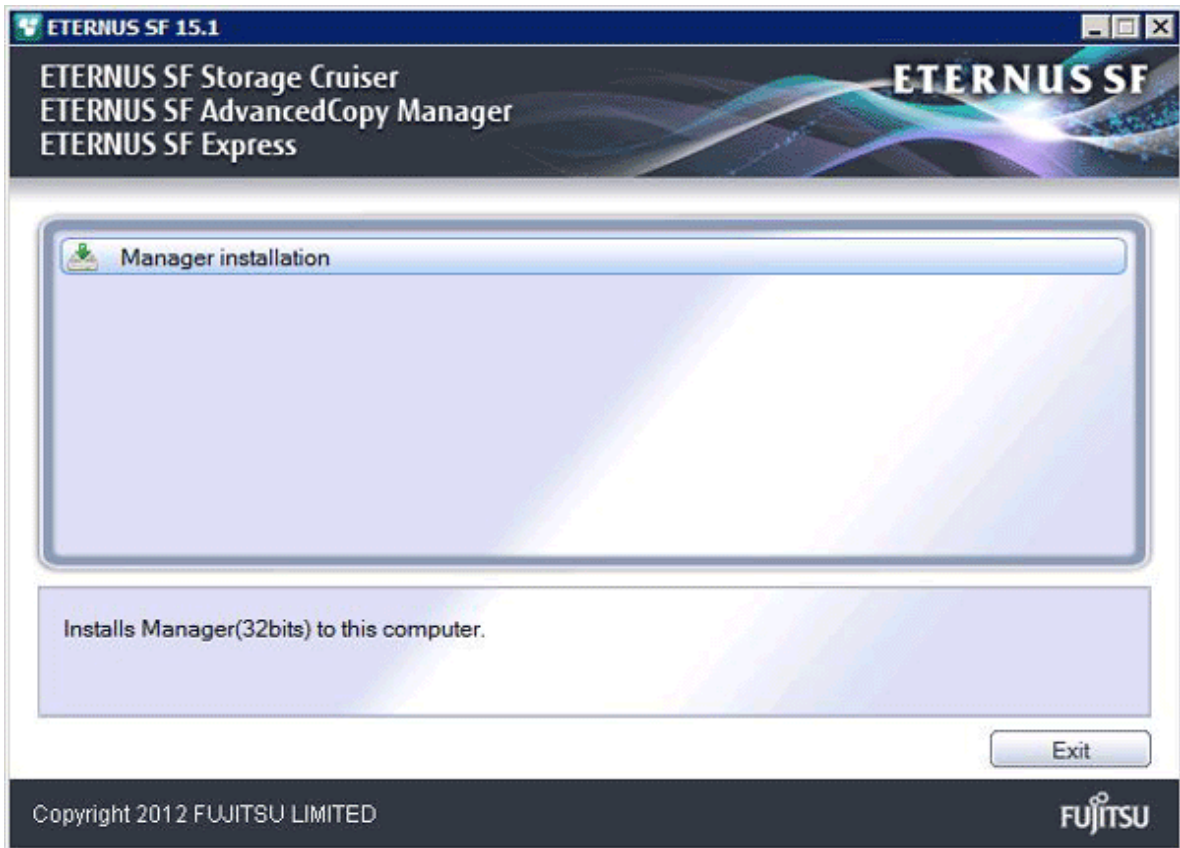 ETERNUS SF 15.1
ETERNUS SF Storage Cruiser
ETERNUS SF AdvancedCopy Manager
ETERNUS SF Express
ETERNUS SF
Manager installation
Installs Manager(32bits) to this computer.
Exit
Copyright 2012 FUJITSU LIMITED
FUJITSU